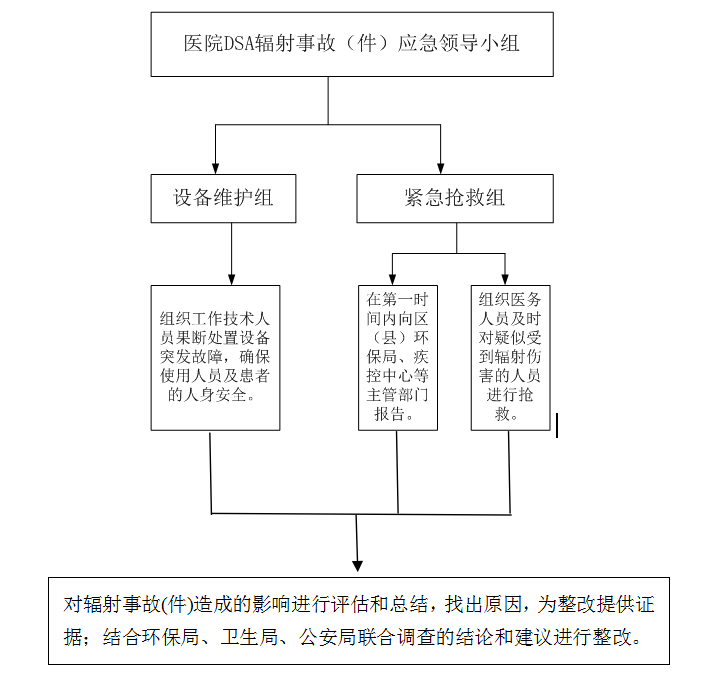 医院DSA辐射事故（件）应急领导小组
设备维护组
紧急抢救组
组织工作技术人
员果断处置设备
突发故障，确保
使用人员及患者
的人身安全。
在第一时
间内向区
（县）环
保局、疾
控中心等
主管部门
报告。
组织医务
人员及时
对疑似受
到辐射伤
害的人员
进行抢
救。
对辐射事故(件)造成的影响进行评估和总结，找出原因，为整改提供证
据；结合环保局、卫生局、公安局联合调查的结论和建议进行整改。